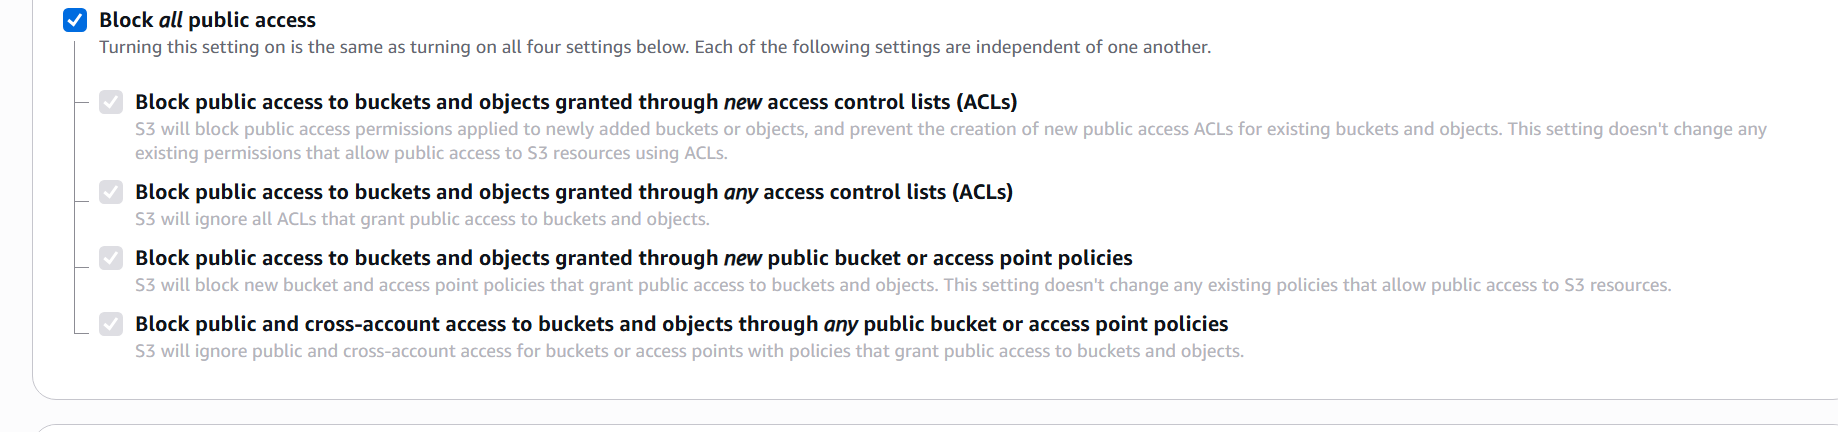 Block all public access
Turning this setting on is the same as turning on all four settings below. Each of the following settings are independent of one another.
Block public access to buckets and objects granted through new access control lists (ACLs)
S3 will block public access permissions applied to newly added buckets or objects, and prevent the creation of new public access ACLs for existing buckets and objects. This setting doesn't change any
existing permissions that allow public access to S3 resources using ACLs.
Block public access to buckets and objects granted through any access control lists (ACLs)
S3 will ignore all ACLs that grant public access to buckets and objects.
Block public access to buckets and objects granted through new public bucket or access point policies
S3 will block new bucket and access point policies that grant public access to buckets and objects. This setting doesn't change any existing policies that allow public access to S3 resources.
Block public and cross-account access to buckets and objects through any public bucket or access point policies
S3 will ignore public and cross-account access for buckets or access points with policies that grant public access to buckets and objects.